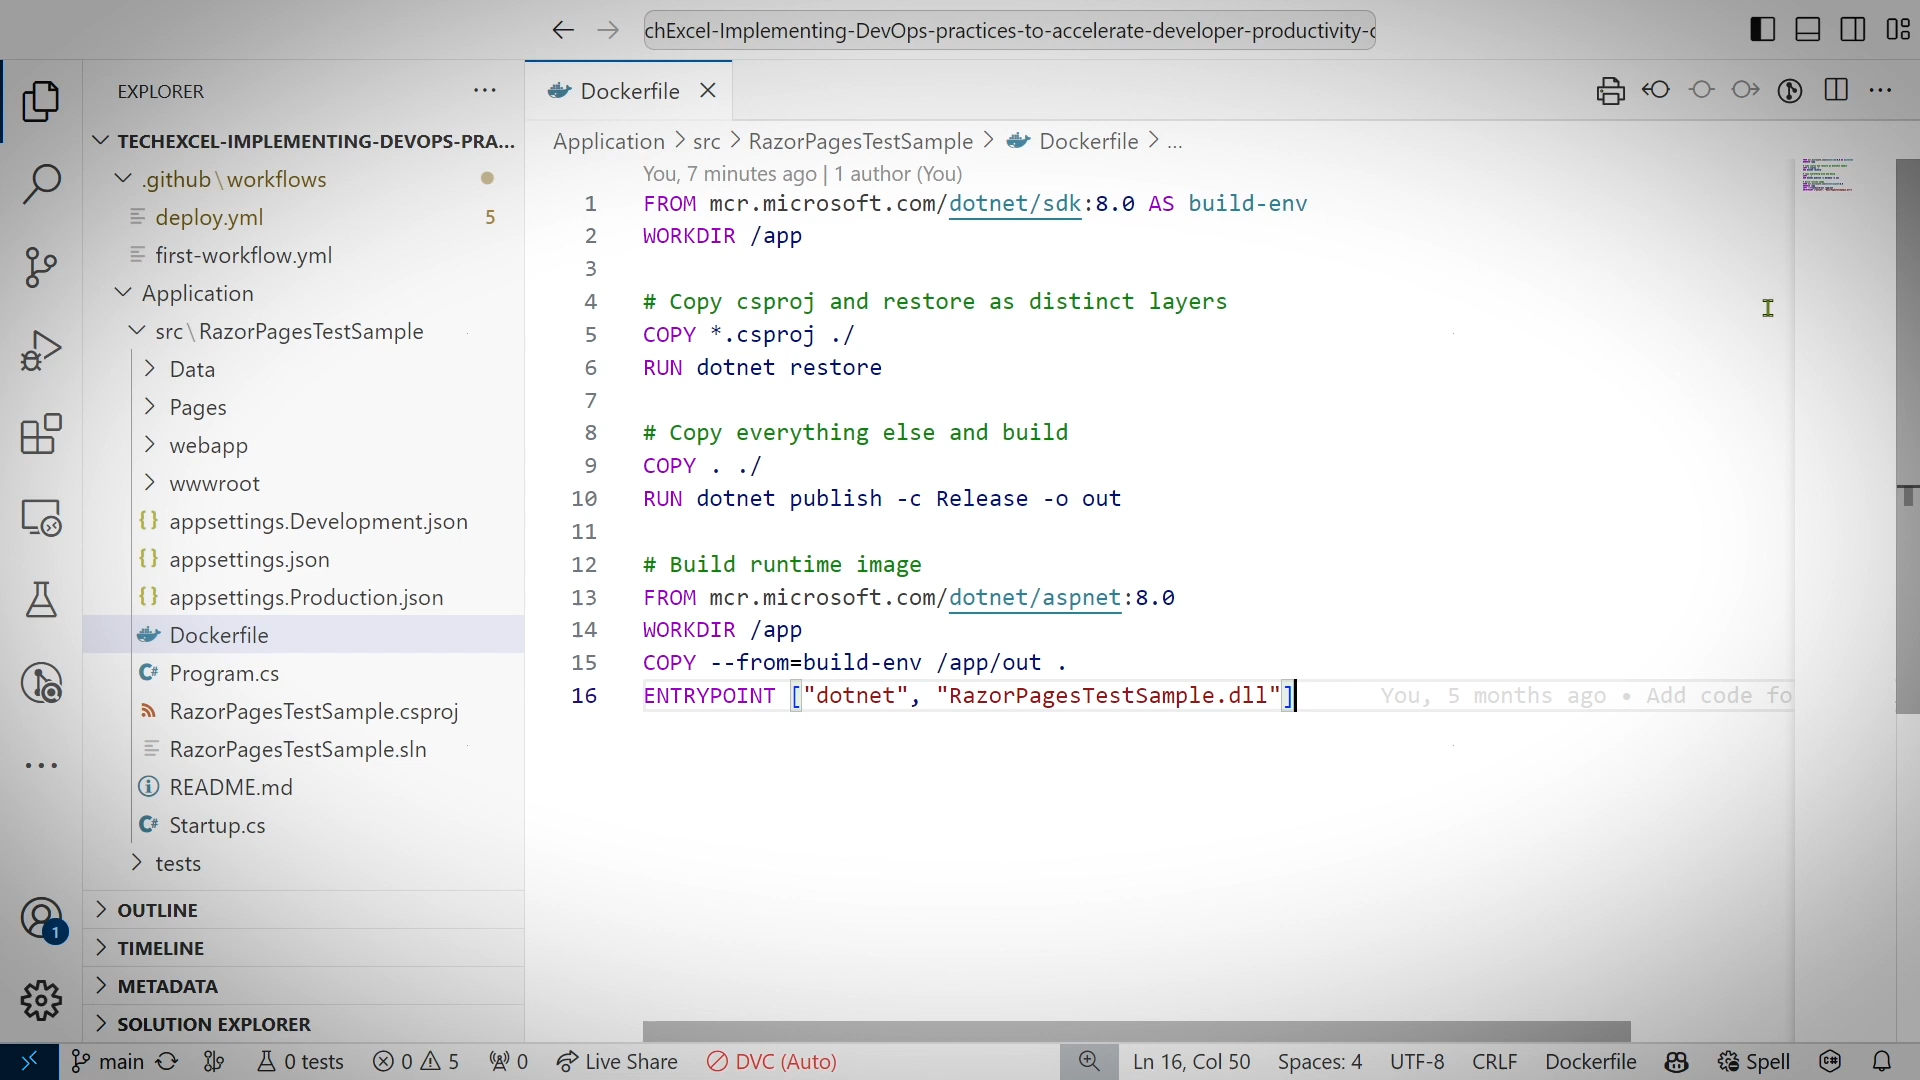 chExcel-Implementing-DevOps-practices-to-accelerate-developer-productivity-c
EXPLORER
TECHEXCEL-IMPLEMENTING-DEVOPS-PRA...
.github\workflows
deploy.yml 5
first-workflow.yml
Application
src\RazorPagesTestSample
Data
Pages
webapp
wwwroot
{} appsettings.Development.json
{} appsettings.json
{} appsettings.Production.json
Dockerfile
C# Program.cs
RazorPagesTestSample.csproj
RazorPagesTestSample.sln
README.md
C# Startup.cs
tests
OUTLINE
TIMELINE
METADATA
SOLUTION EXPLORER
1
Dockerfile
Application > src > RazorPagesTestSample > Dockerfile > ...
You, 7 minutes ago | 1 author (You)
1 FROM mcr.microsoft.com/dotnet/sdk:8.0 AS build-env
2 WORKDIR /app
3
4 # Copy csproj and restore as distinct layers
5 COPY *.csproj ./
6 RUN dotnet restore
7
8 # Copy everything else and build
9 COPY . ./
10 RUN dotnet publish -c Release -o out
11
12 # Build runtime image
13 FROM mcr.microsoft.com/dotnet/aspnet:8.0
14 WORKDIR /app
15 COPY --from=build-env /app/out .
16 ENTRYPOINT ["dotnet", "RazorPagesTestSample.dll"] You, 5 months ago • Add code fo
main 0 tests 0 5 0 Live Share DVC (Auto) Ln 16, Col 50 Spaces: 4 UTF-8 CRLF Dockerfile Spell